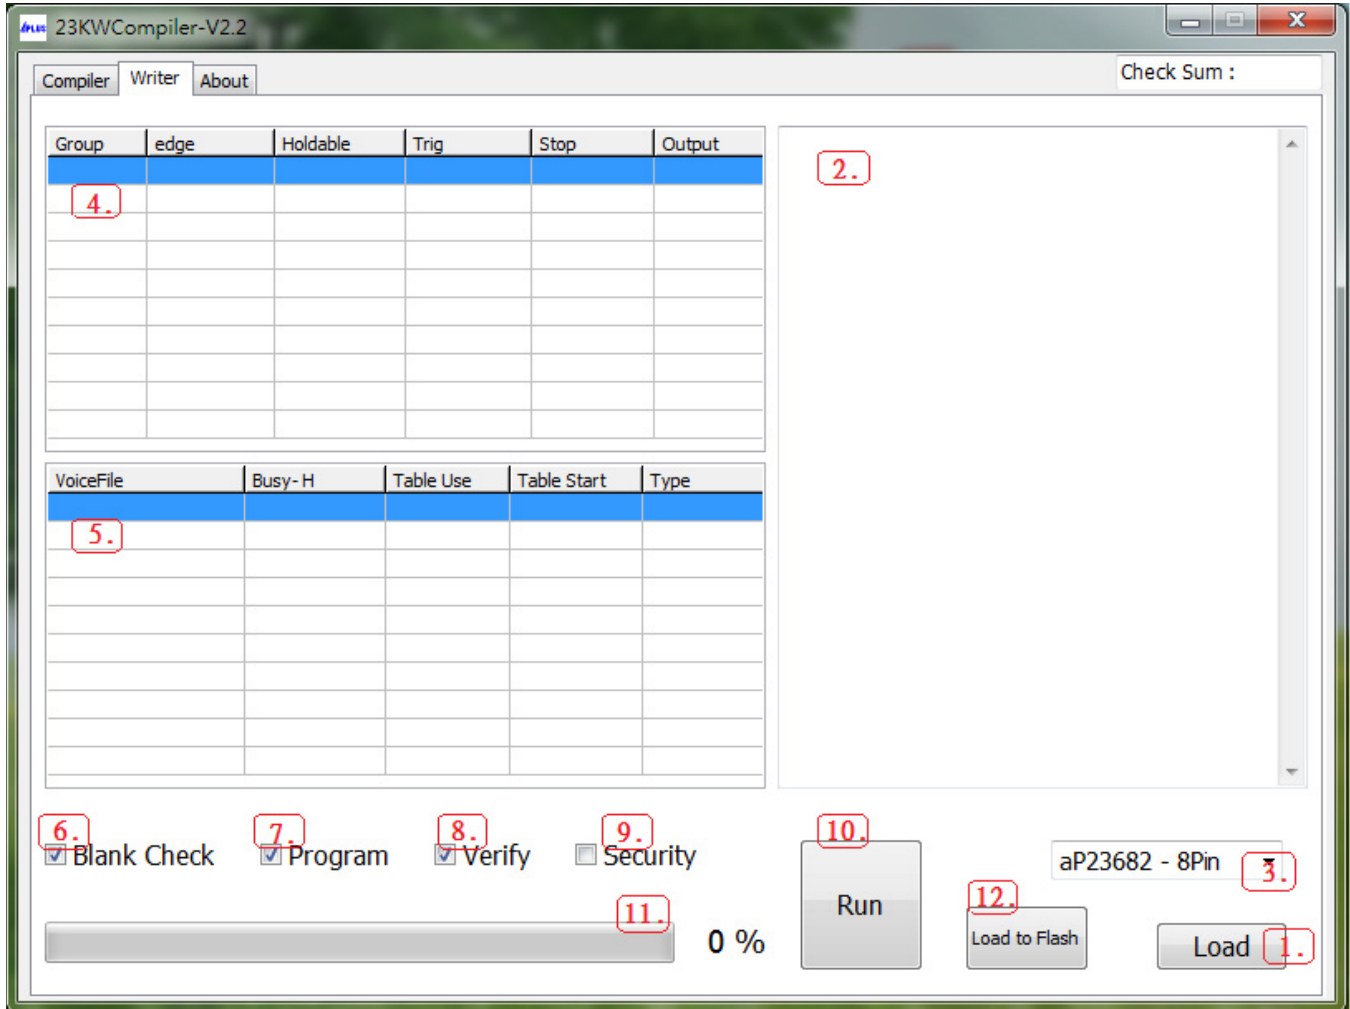 aPLUS 23KWCompiler-V2.2
Compiler Writer About
Check Sum :
Group edge Holdable Trig Stop Output
4.
2.
VoiceFile Busy-H Table Use Table Start Type
5.
6. 7. 8. 9. 10.
Blank Check Program Verify Security
aP23682 - 8Pin 3.
11.
0 %
Run
12.
Load to Flash
Load 1.